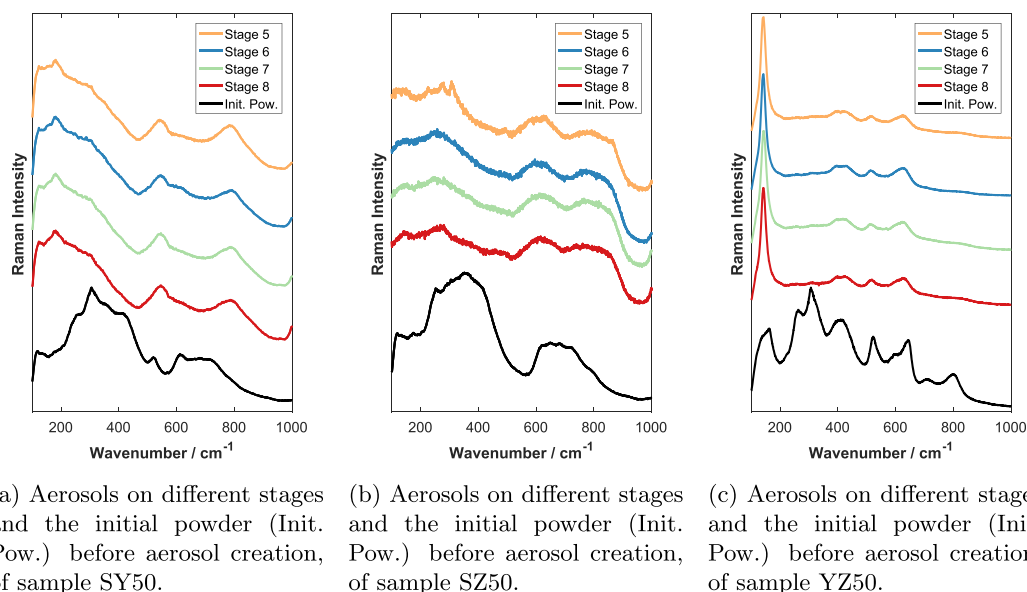 Stage 5
Stage 6
Stage 7
Stage 8
Init. Pow.
Raman Intensity
200 400 600 800 1000
Wavenumber / cm-1
Stage 5
Stage 6
Stage 7
Stage 8
Init. Pow.
Raman Intensity
200 400 600 800 1000
Wavenumber / cm-1
Stage 5
Stage 6
Stage 7
Stage 8
Init. Pow.
Raman Intensity
200 400 600 800 1000
Wavenumber / cm-1
a) Aerosols on different stages
and the initial powder (Init.
Pow.) before aerosol creation,
of sample SY50.
(b) Aerosols on different stages
and the initial powder (Init.
Pow.) before aerosol creation,
of sample SZ50.
(c) Aerosols on different stage
and the initial powder (Ini
Pow.) before aerosol creation
of sample YZ50.